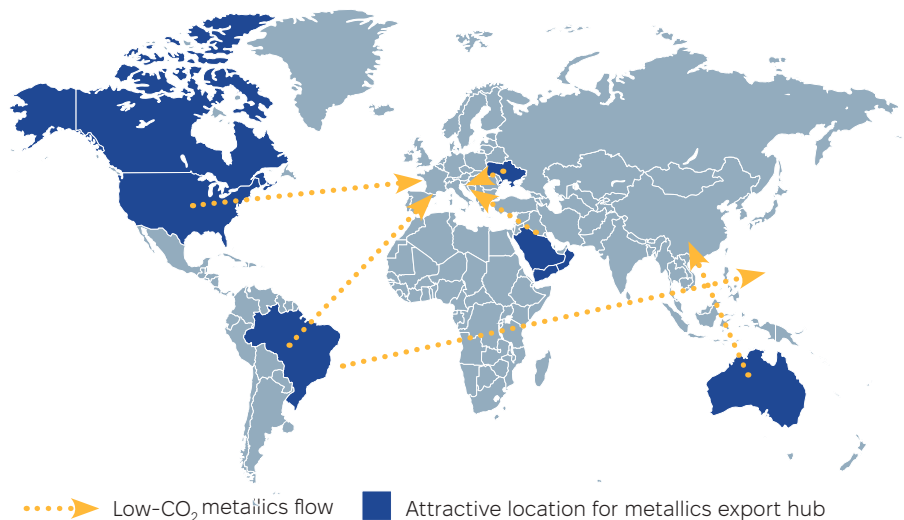 Low-CO₂ metallics flow
Attractive location for metallics export hub